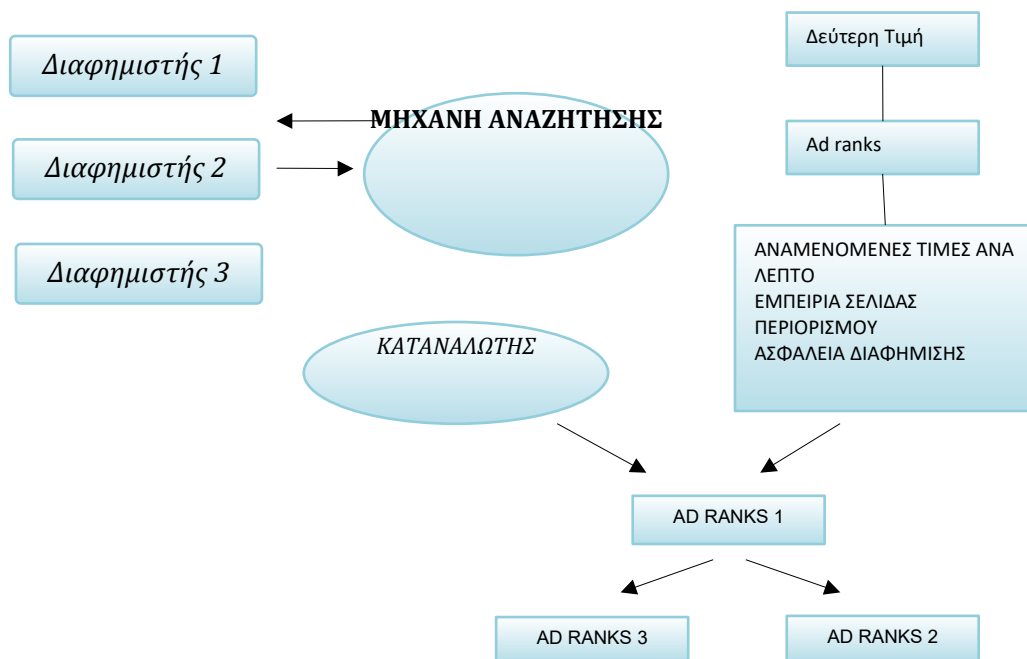 Διαφημιστής 1
Διαφημιστής 2
Διαφημιστής 3
ΜΗΧΑΝΗ ΑΝΑΖΗΤΗΣΗΣ
ΚΑΤΑΝΑΛΩΤΗΣ
Δεύτερη Τιμή
Ad ranks
ΑΝΑΜΕΝΟΜΕΝΕΣ ΤΙΜΕΣ ΑΝΑ
ΛΕΠΤΟ
ΕΜΠΕΙΡΙΑ ΣΕΛΙΔΑΣ
ΠΕΡΙΟΡΙΣΜΟΥ
ΑΣΦΑΛΕΙΑ ΔΙΑΦΗΜΙΣΗΣ
AD RANKS 1
AD RANKS 3
AD RANKS 2